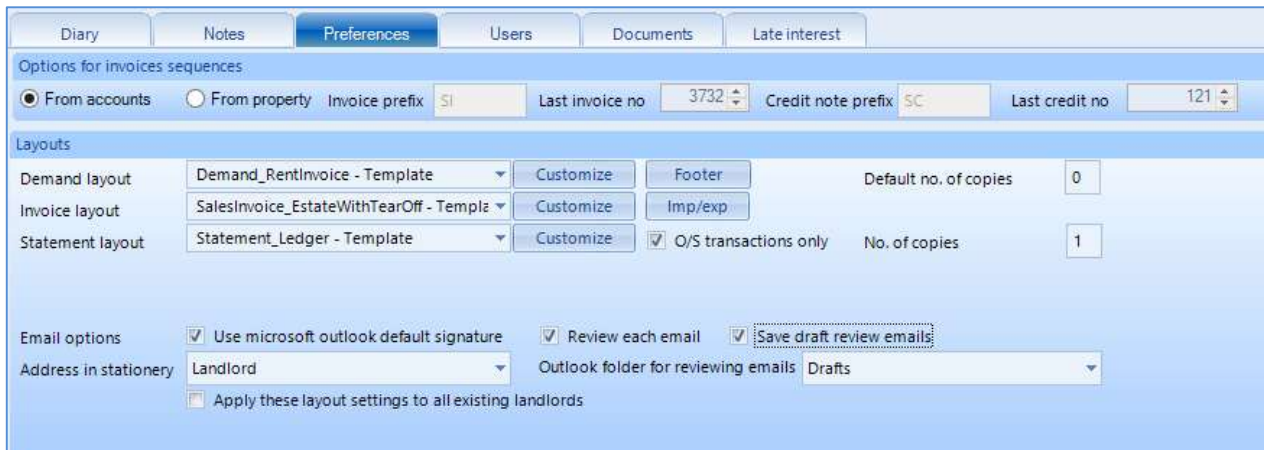 Diary Notes Preferences Users Documents Late interest
Options for invoices sequences
From accounts From property Invoice prefix SI Last invoice no 3732 Credit note prefix SC Last credit no 121
Layouts
Demand layout Demand_RentInvoice - Template Customize Footer Default no. of copies 0
Invoice layout SalesInvoice_EstateWithTearOff - Templa Customize Imp/exp
Statement layout Statement_Ledger - Template Customize O/S transactions only No. of copies 1
Email options Use microsoft outlook default signature Review each email Save draft review emails
Address in stationery Landlord Outlook folder for reviewing emails Drafts
Apply these layout settings to all existing landlords